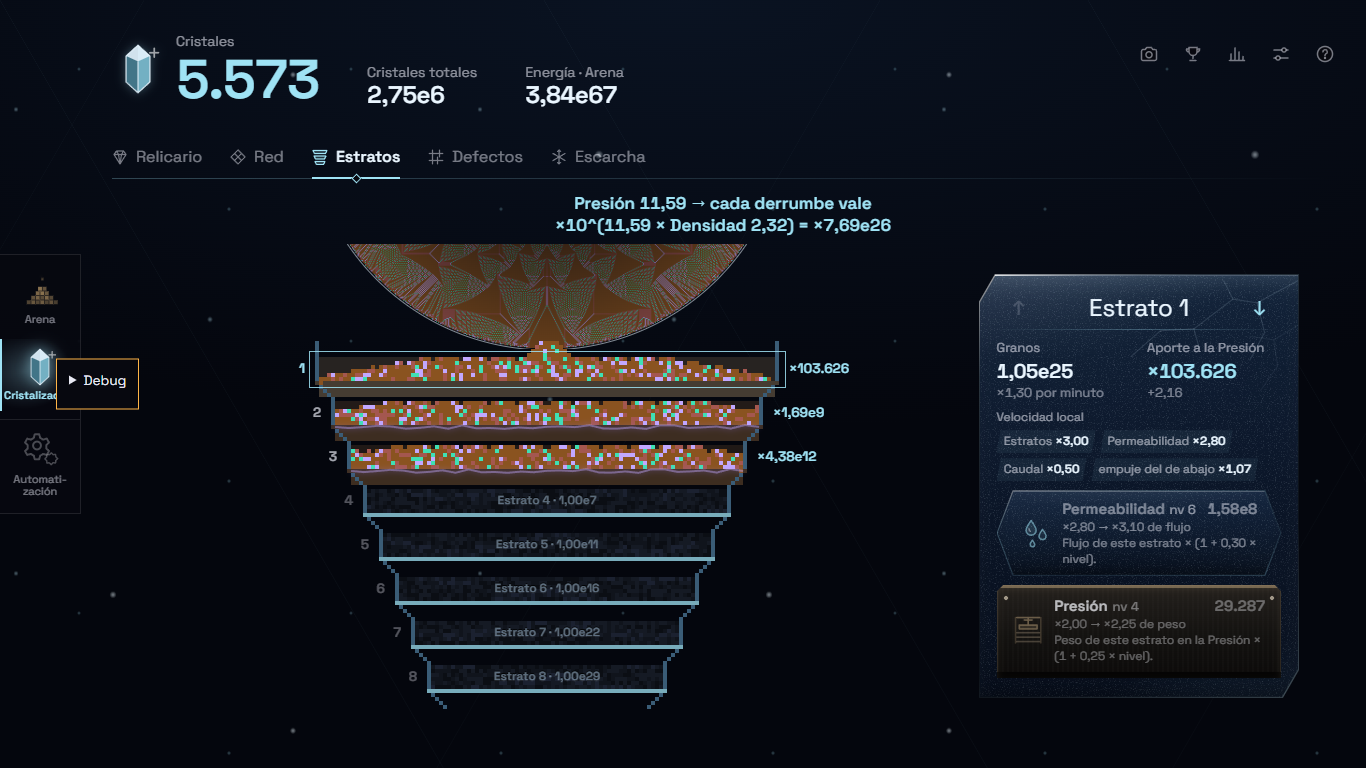 Cristales
5.573
Cristales totales
2,75e6
Energía · Arena
3,84e67
Relicario
Red
Estratos
Defectos
Escarcha
Presión 11,59 → cada derrumbe vale
×10^(11,59 × Densidad 2,32) = ×7,69e26
Arena
Debug
Automati-
zación
1
×103.626
2
×1,69e9
3
×4,38e12
4
Estrato 4 · 1,00e7
5
Estrato 5 · 1,00e11
6
Estrato 6 · 1,00e16
7
Estrato 7 · 1,00e22
8
Estrato 8 · 1,00e29
Estrato 1
Granos
1,05e25
×1,30 por minuto
Aporte a la Presión
×103.626
+2,16
Velocidad local
Estratos ×3,00
Permeabilidad ×2,80
Caudal ×0,50
empuje del de abajo ×1,07
Permeabilidad nv 6 1,58e8
×2,80 → ×3,10 de flujo
Flujo de este estrato × (1 + 0,30 ×
nivel).
Presión nv 4 29.287
×2,00 → ×2,25 de peso
Peso de este estrato en la Presión ×
(1 + 0,25 × nivel).